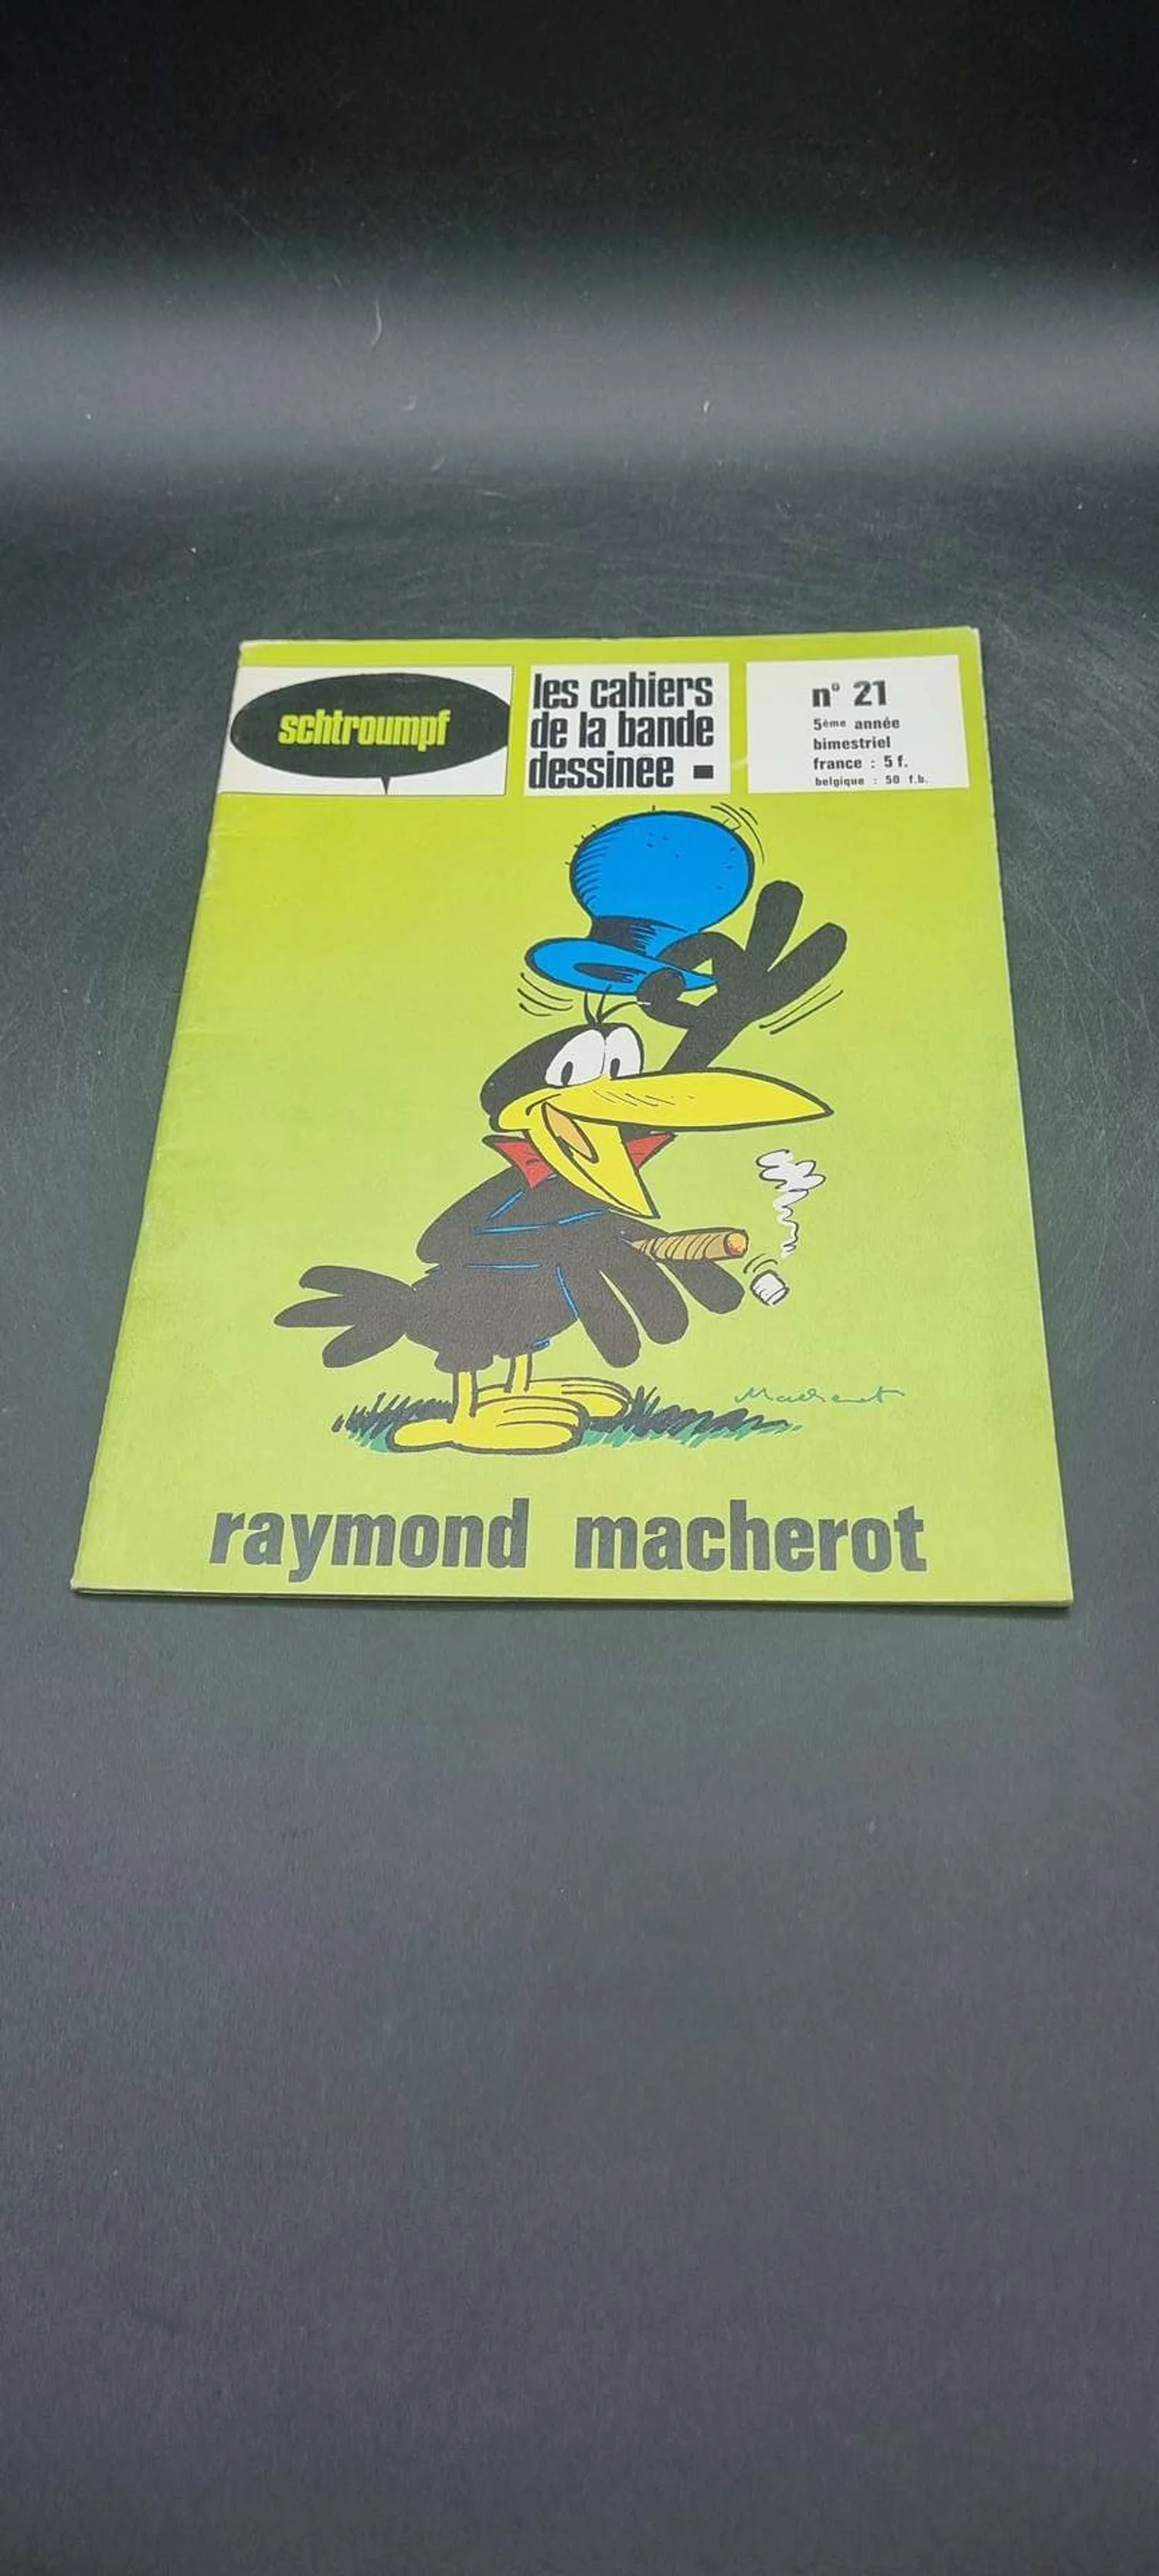 schtroumpf
les cahiers
de la bande
dessinee
n° 21
5ème année
bimestriel
france : 5 f.
belgique : 50 f.b.
Macherot
raymond macherot